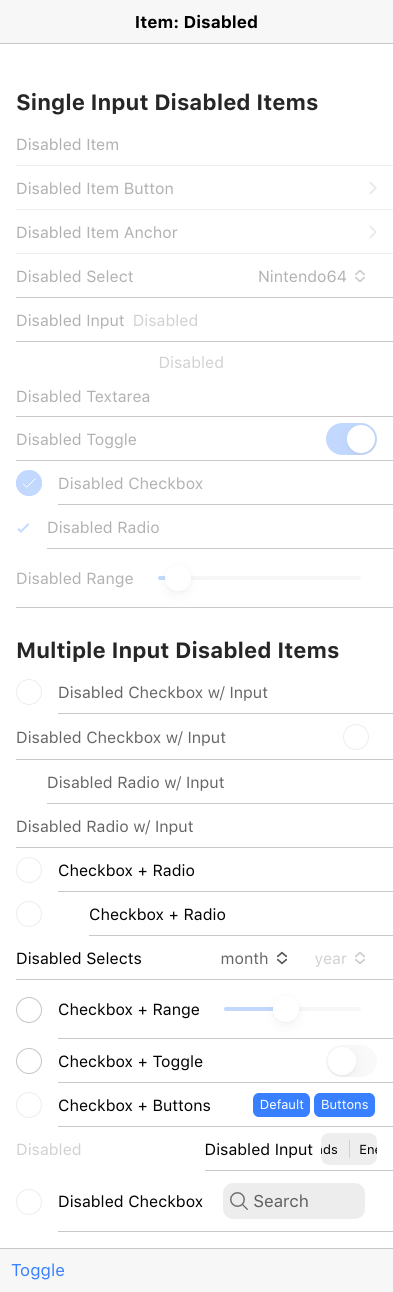 Item: Disabled
Single Input Disabled Items
Disabled Item
Disabled Item Button
Disabled Item Anchor
Disabled Select Nintendo64
Disabled Input Disabled
Disabled
Disabled Textarea
Disabled Toggle
Disabled Checkbox
Disabled Radio
Disabled Range
Multiple Input Disabled Items
Disabled Checkbox w/ Input
Disabled Checkbox w/ Input
Disabled Radio w/ Input
Disabled Radio w/ Input
Checkbox + Radio
Checkbox + Radio
Disabled Selects month year
Checkbox + Range
Checkbox + Toggle
Checkbox + Buttons Default Buttons
Disabled Disabled Input ds Ene
Disabled Checkbox Search
Toggle